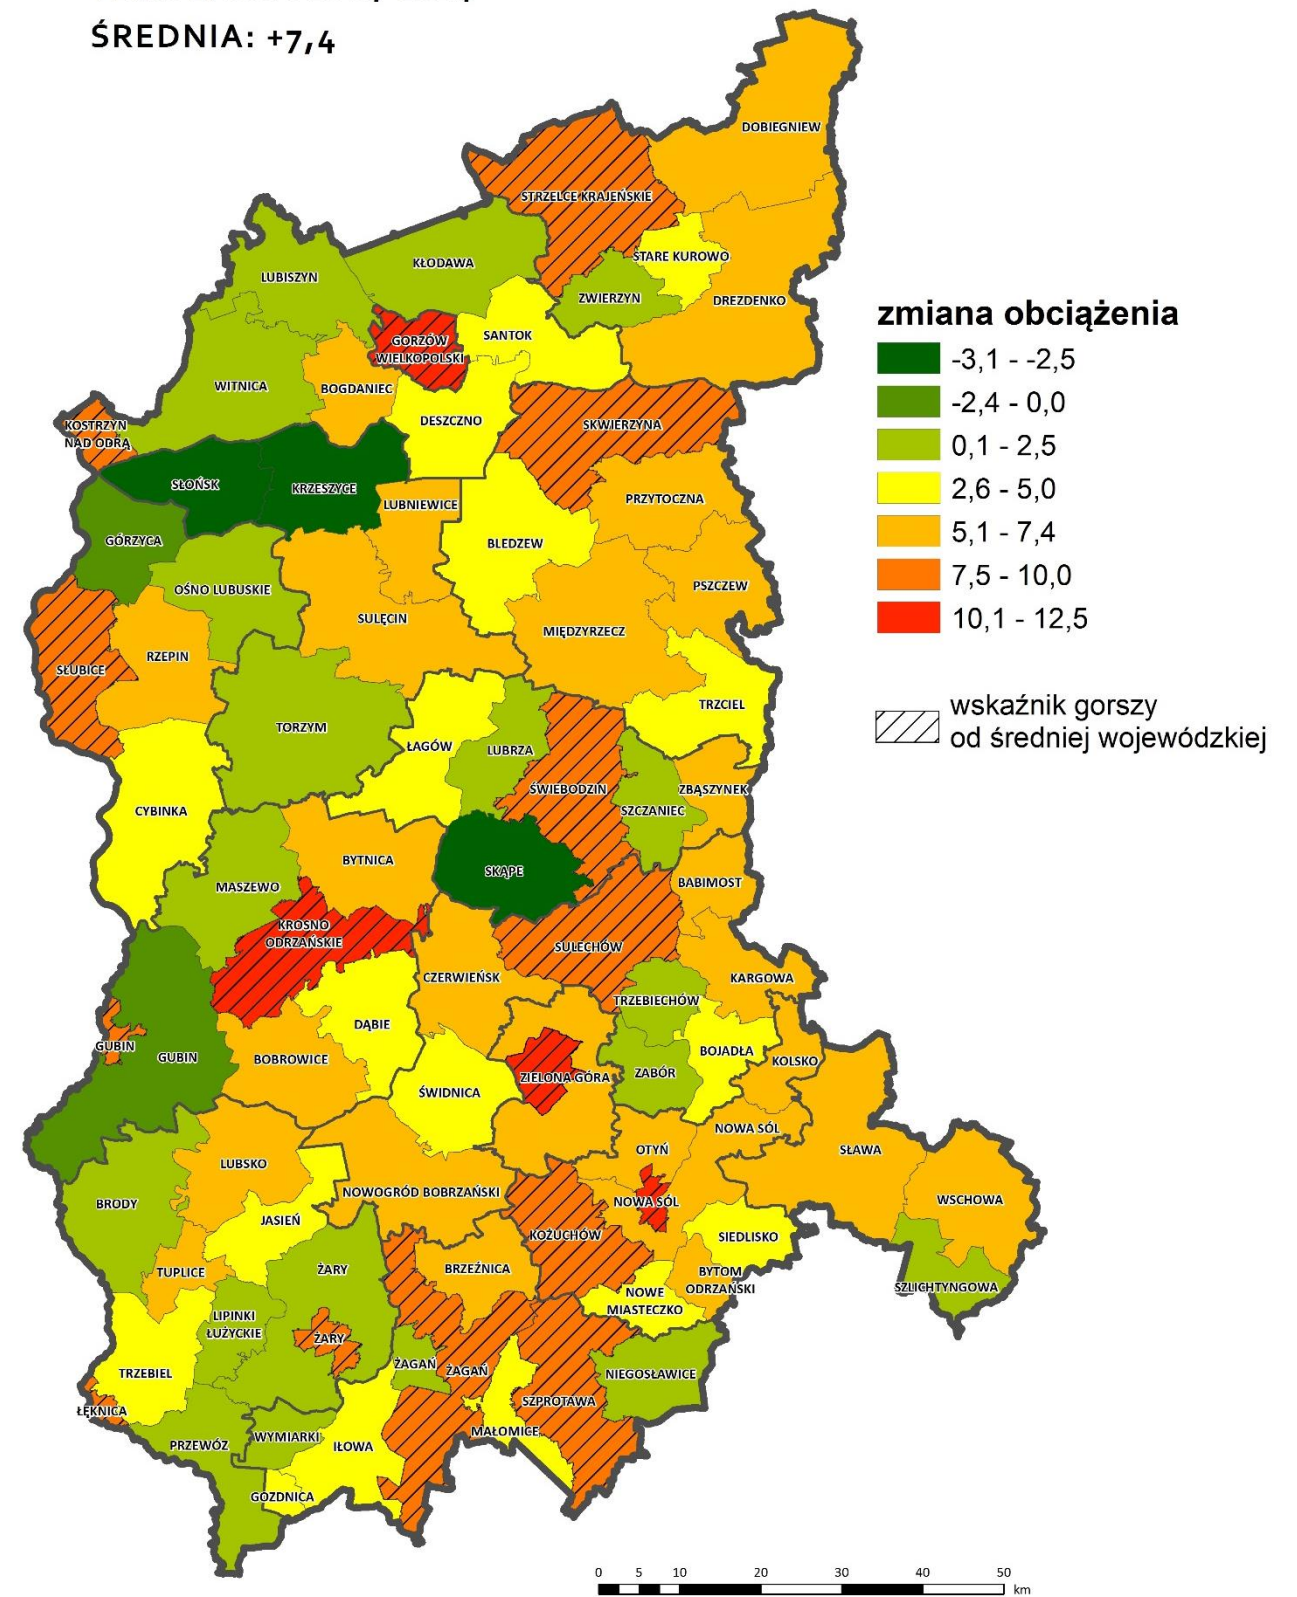 ŚREDNIA: +7,4
DOBIEGNIEW
STRZELCE KRAJEŃSKIE
STARE KUROWO
KŁODAWA
LUBISZYN
ZWIERZYN
DREZDENKO
SANTOK
GORZÓW
WIELKOPOLSKI
WITNICA
BOGDANIEC
DESZCZNO
SKWIERZYNA
KOSTRZYN
NAD ODRĄ
SŁOŃSK
KRZESZYCE
LUBNIEWICE
PRZYTOCZNA
GÓRZYCA
BLEDZEW
OŚNO LUBUSKIE
PSZCZEW
SULĘCIN
MIĘDZYRZECZ
RZEPIN
SŁUBICE
TRZCIEL
TORZYM
ŁAGÓW
LUBRZA
ŚWIEBODZIN
ZBĄSZYNEK
CYBINKA
SZCZANIEC
BYTNICA
SKĄPE
BABIMOST
MASZEWO
KROSNO
ODRZAŃSKIE
SULECHÓW
CZERWIEŃSK
KARGOWA
TRZEBIECHÓW
DĄBIE
GUBIN
GUBIN
BOBROWICE
BOJADŁA
KOLSKO
ZABÓR
ZIELONA GÓRA
ŚWIDNICA
NOWA SÓL
OTYŃ
SŁAWA
LUBSKO
NOWOGRÓD BOBRZAŃSKI
NOWA SÓL
WSCHOWA
BRODY
JASIEŃ
KOŻUCHÓW
SIEDLISKO
TUPLICE
ŻARY
BRZEŹNICA
BYTOM
ODRZAŃSKI
SZLICHTYNGOWA
NOWE
MIASTECZKO
LIPINKI
ŁUŻYCKIE
ŻARY
ŻAGAŃ
ŻAGAŃ
TRZEBIEL
NIEGOSŁAWICE
SZPROTAWA
ŁĘKNICA
MAŁOMICE
PRZEWÓZ
WYMIARKI
IŁOWA
GOZDNICA
zmiana obciążenia
-3,1 - -2,5
-2,4 - 0,0
0,1 - 2,5
2,6 - 5,0
5,1 - 7,4
7,5 - 10,0
10,1 - 12,5
wskaźnik gorszy
od średniej wojewódzkiej
0 5 10 20 30 40 50
km